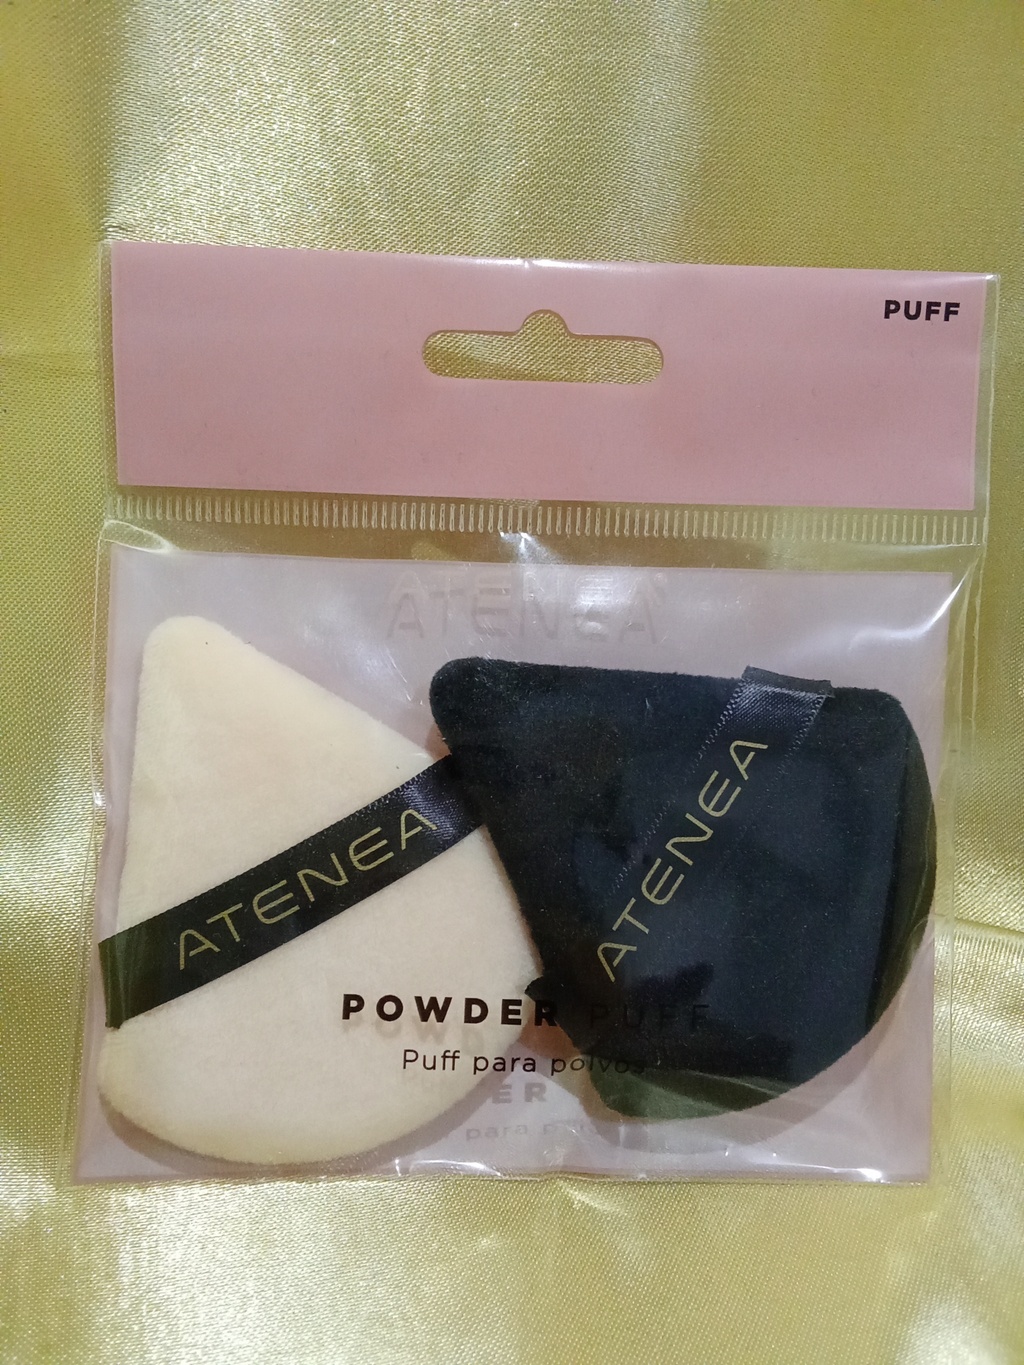 PUFF
ATENEA
ATENEA
ATENEA
POWDER PUFF
Puff para polvos